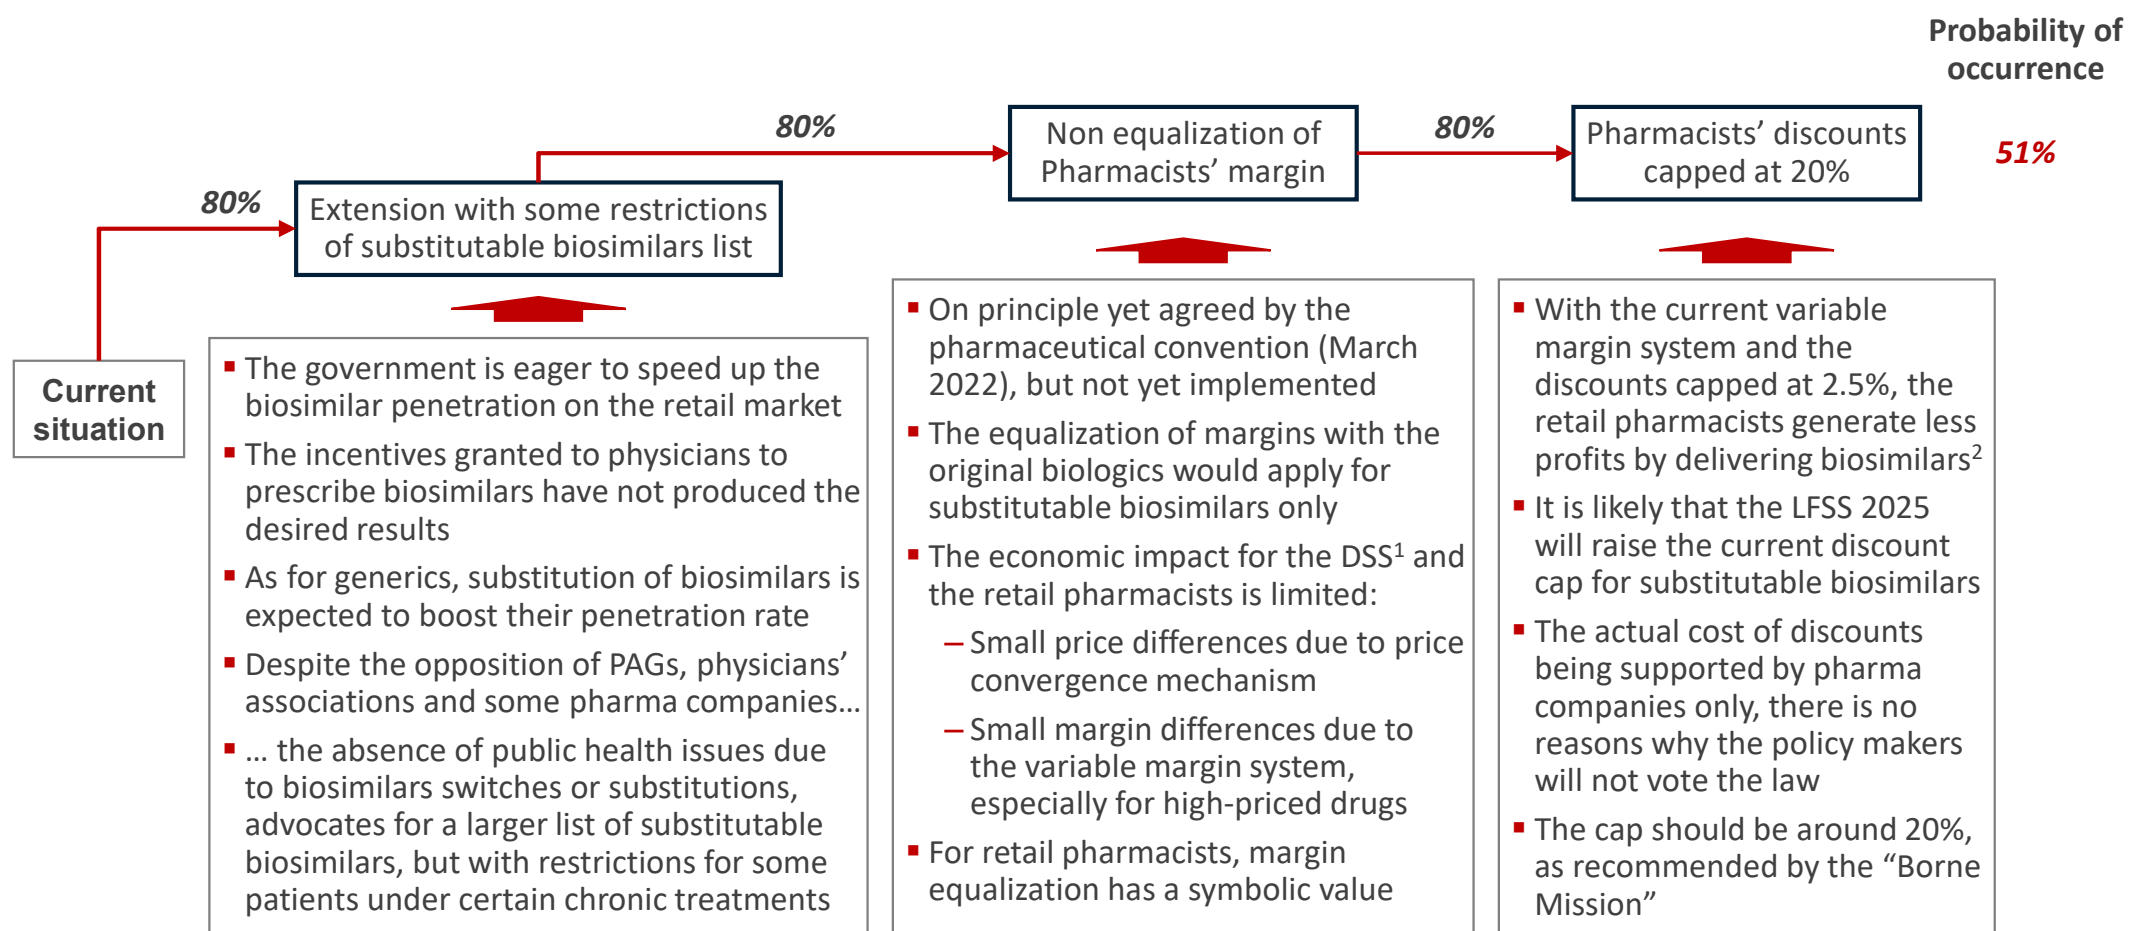 Probability of
occurrence
80%
Non equalization of
Pharmacists’ margin
80%
Pharmacists’ discounts
capped at 20%
51%
80%
Extension with some restrictions
of substitutable biosimilars list
Current
situation
▪ The government is eager to speed up the
biosimilar penetration on the retail market
▪ The incentives granted to physicians to
prescribe biosimilars have not produced the
desired results
▪ As for generics, substitution of biosimilars is
expected to boost their penetration rate
▪ Despite the opposition of PAGs, physicians’
associations and some pharma companies…
▪ … the absence of public health issues due
to biosimilars switches or substitutions,
advocates for a larger list of substitutable
biosimilars, but with restrictions for some
patients under certain chronic treatments
▪ On principle yet agreed by the
pharmaceutical convention (March
2022), but not yet implemented
▪ The equalization of margins with the
original biologics would apply for
substitutable biosimilars only
▪ The economic impact for the DSS¹ and
the retail pharmacists is limited:
– Small price differences due to price
convergence mechanism
– Small margin differences due to
the variable margin system,
especially for high-priced drugs
▪ For retail pharmacists, margin
equalization has a symbolic value
▪ With the current variable
margin system and the
discounts capped at 2.5%, the
retail pharmacists generate less
profits by delivering biosimilars²
▪ It is likely that the LFSS 2025
will raise the current discount
cap for substitutable biosimilars
▪ The actual cost of discounts
being supported by pharma
companies only, there is no
reasons why the policy makers
will not vote the law
▪ The cap should be around 20%,
as recommended by the “Borne
Mission”